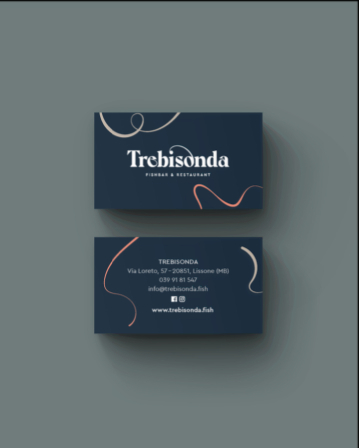 Trebisonda
FISHBAR & RESTAURANT
TREBISONDA
Via Loreto, 57-20851, Lissone (MB)
039 91 81 547
info@trebisonda.fish
www.trebisonda.fish